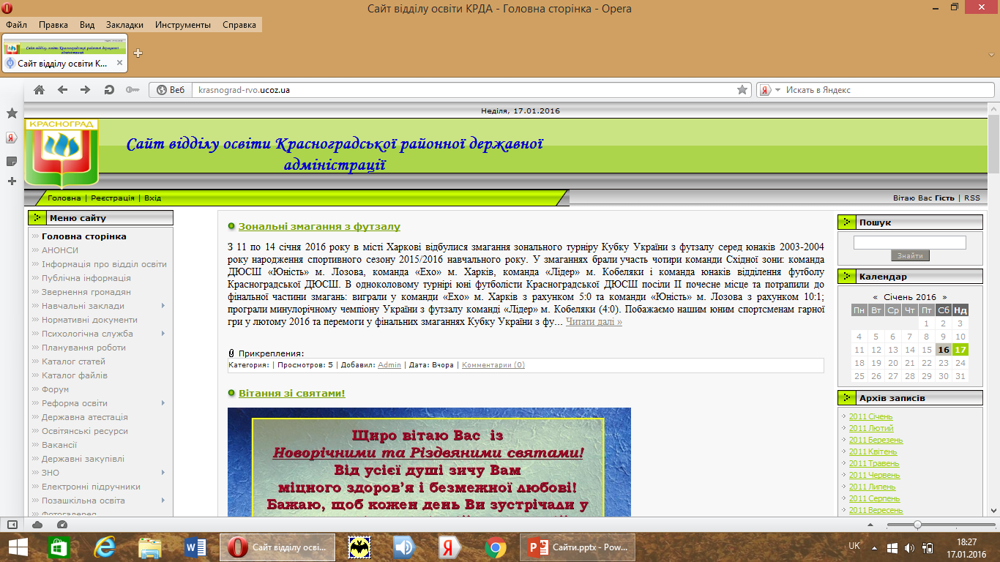 Сайт відділу освіти КРДА - Головна сторінка - Opera
Файл Правка Вид Закладки Инструменты Справка
Сайт відділу освіти К...
Веб krasnograd-rvo.ucoz.ua Искать в Яндекс
Неділя, 17.01.2016
КРАСНОГРАД
Сайт відділу освіти Красноградської районної державної
адміністрації
Головна | Реєстрація | Вхід
Вітаю Вас Гість | RSS
Меню сайту
Головна сторінка
АНОНСИ
Інформація про відділ освіти
Публічна інформація
Звернення громадян
Навчальні заклади
Нормативні документи
Психологічна служба
Планування роботи
Каталог статей
Каталог файлів
Форум
Реформа освіти
Державна атестація
Освітянські ресурси
Вакансії
Державні закупівлі
ЗНО
Електронні підручники
Позашкільна освіта
Фотогалерея
Зональні змагання з футзалу
З 11 по 14 січня 2016 року в місті Харкові відбулися змагання зонального турніру Кубку України з футзалу серед юнаків 2003-2004
року народження спортивного сезону 2015/2016 навчального року. У змаганнях брали участь чотири команди Східної зони: команда
ДЮСШ «Юність» м. Лозова, команда «Ехо» м. Харків, команда «Лідер» м. Кобеляки і команда юнаків відділення футболу
Красноградської ДЮСШ. В одноколовому турнірі юні футболісти Красноградської ДЮСШ посіли ІІ почесне місце та потрапили до
фінальної частини змагань: виграли у команди «Ехо» м. Харків з рахунком 5:0 та команди «Юність» м. Лозова з рахунком 10:1;
програли минулорічному чемпіону України з футзалу команді «Лідер» м. Кобеляки (4:0). Побажаємо нашим юним спортсменам гарної
гри у лютому 2016 та перемоги у фінальних змаганнях Кубку України з фу... Читати далі »
Прикрепления:
Категория: | Просмотров: 5 | Добавил: Admin | Дата: Вчора | Комментарии (0)
Вітання зі святами!
Щиро вітаю Вас із
Новорічними та Різдвяними святами!
Від усієї душі зичу Вам
міцного здоров'я і безмежної любові!
Бажаю, щоб кожен день Ви зустрічали у
Пошук
Знайти
Календар
« Січень 2016 »
Пн Вт Ср Чт Пт Сб Нд
1 2 3
4 5 6 7 8 9 10
11 12 13 14 15 16 17
18 19 20 21 22 23 24
25 26 27 28 29 30 31
Архів записів
2011 Січень
2011 Лютий
2011 Березень
2011 Квітень
2011 Травень
2011 Червень
2011 Липень
2011 Серпень
2011 Вересень
Сайт відділу осві...
Сайти.pptx - Pow...
UK
18:27
17.01.2016